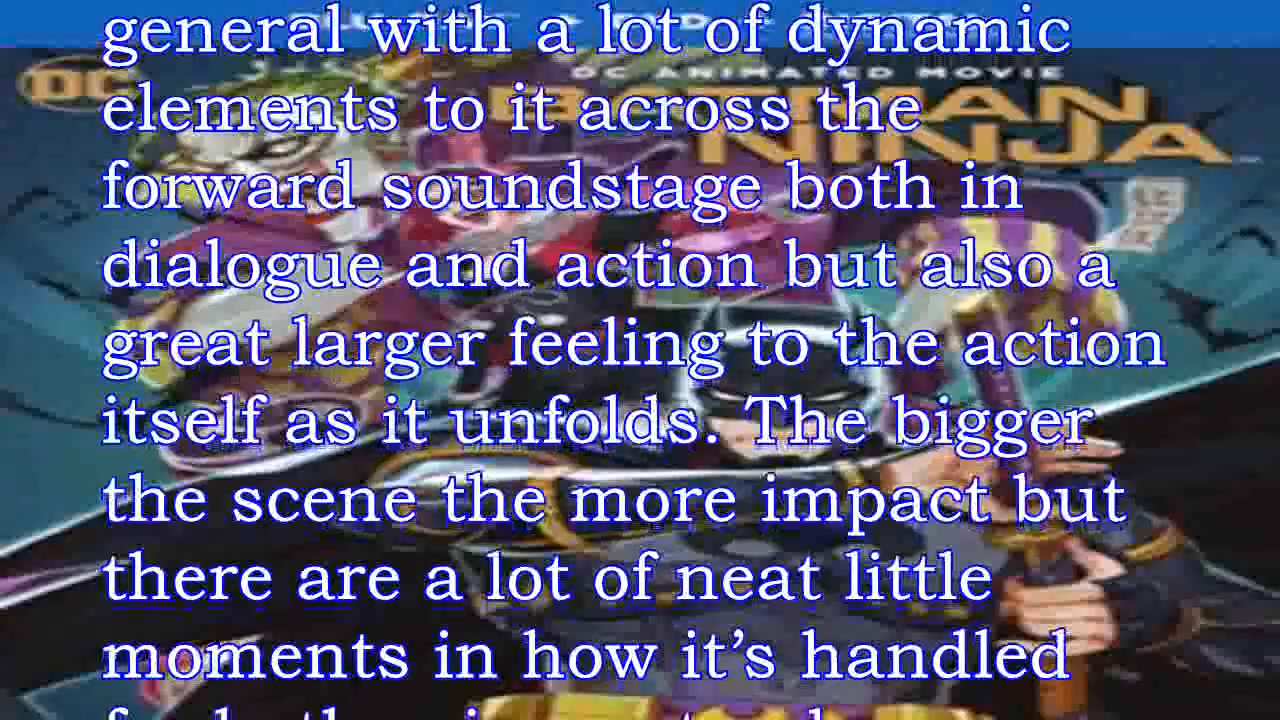 general with a lot of dynamic
DC
DC ANIMATED MOVIE
elements to it across the
BATMAN
NINJA
forward soundstage both in
dialogue and action but also a
great larger feeling to the action
itself as it unfolds. The bigger
the scene the more impact but
there are a lot of neat little
moments in how it’s handled